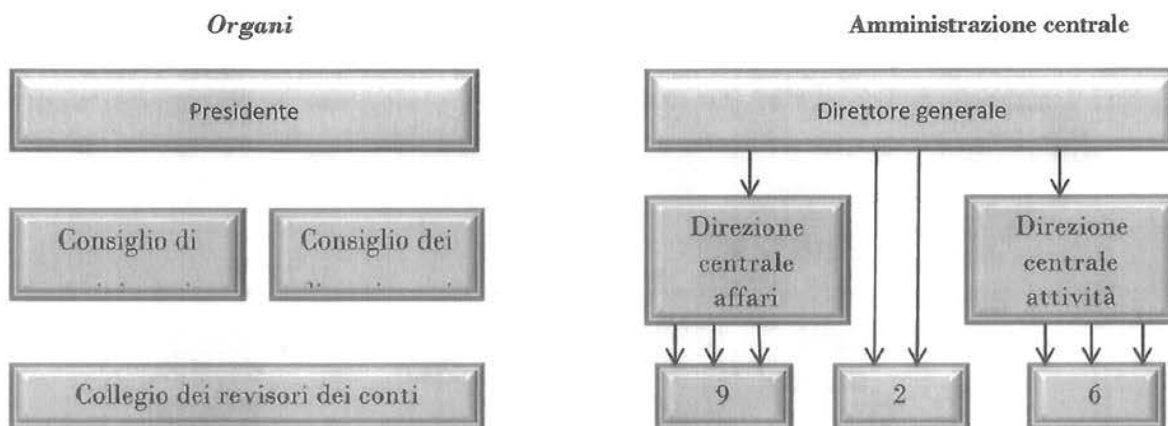 Organi
Amministrazione centrale
Presidente
Direttore generale
Consiglio di
Consiglio dei
Direzione
centrale
affari
Direzione
centrale
attività
Collegio dei revisori dei conti
9
2
6